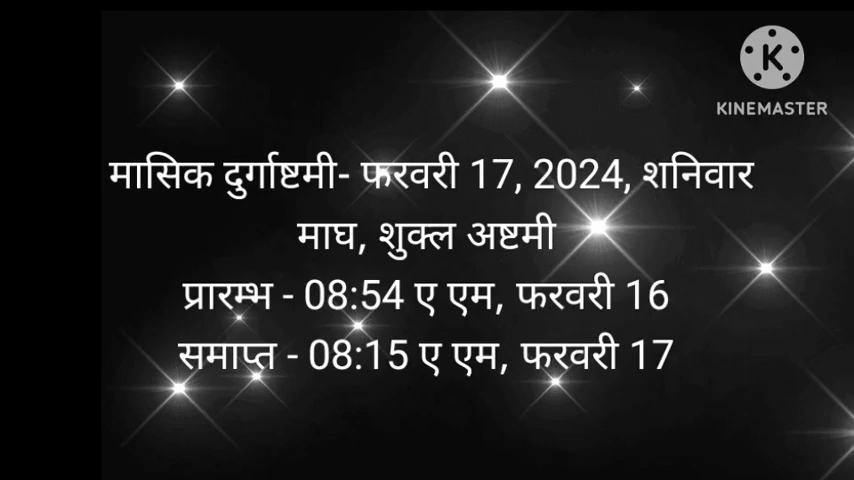 KINEMASTER
मासिक दुर्गाष्टमी- फरवरी 17, 2024, शनिवार
माघ, शुक्ल अष्टमी
प्रारम्भ - 08:54 ए एम, फरवरी 16
समाप्त - 08:15 ए एम, फरवरी 17